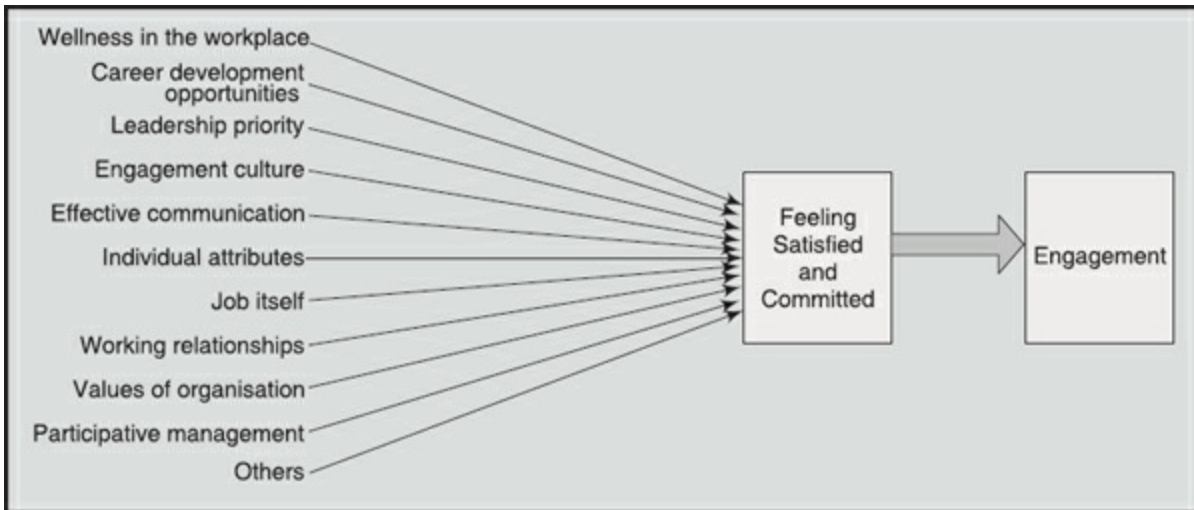 Wellness in the workplace
Career development
opportunities
Leadership priority
Engagement culture
Effective communication
Individual attributes
Job itself
Working relationships
Values of organisation
Participative management
Others
Feeling
Satisfied
and
Committed
Engagement